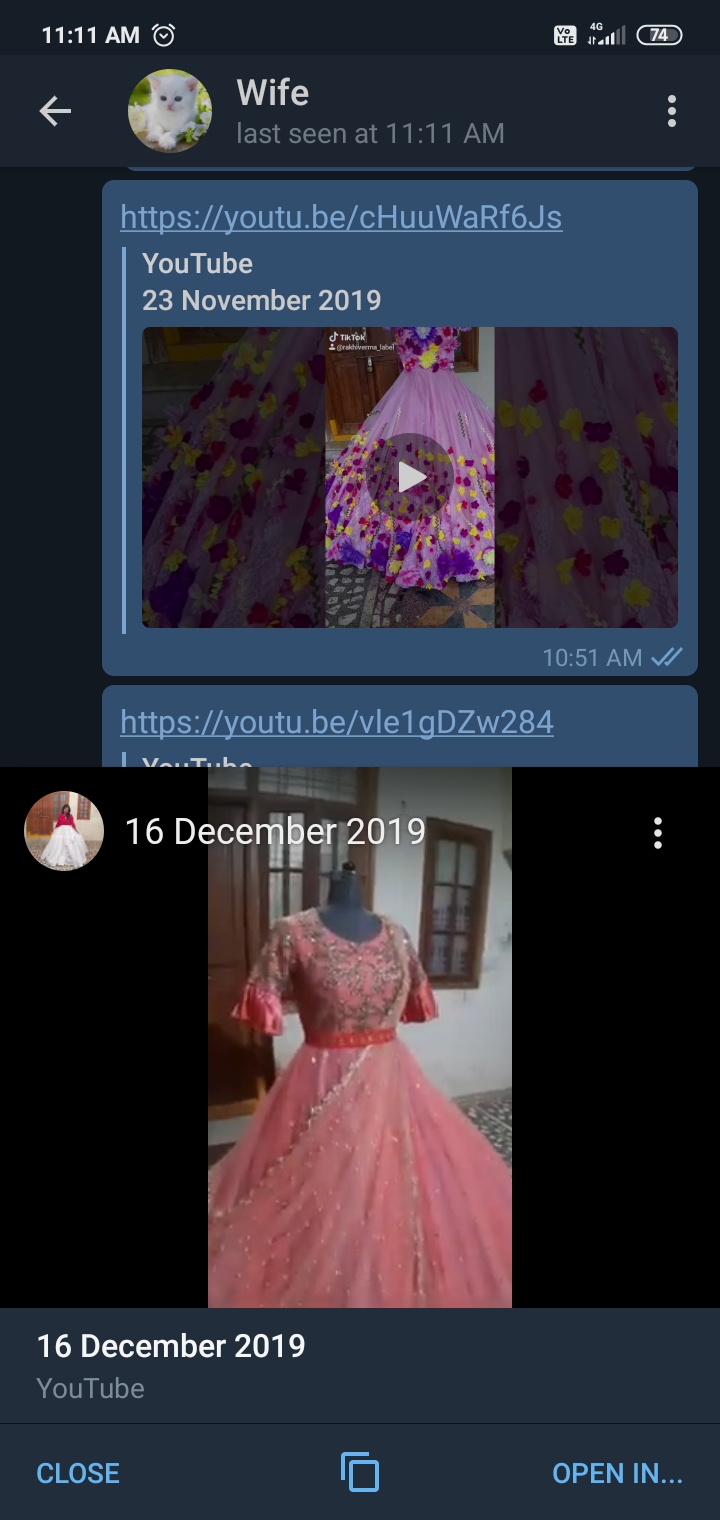 11:11 AM
Vo LTE 4G 74
Wife
last seen at 11:11 AM
https://youtu.be/cHuuWaRf6Js
YouTube
23 November 2019
TikTok
@rakhiverma_label
10:51 AM
https://youtu.be/vle1gDZw284
YouTube
16 December 2019
16 December 2019
YouTube
CLOSE
OPEN IN...